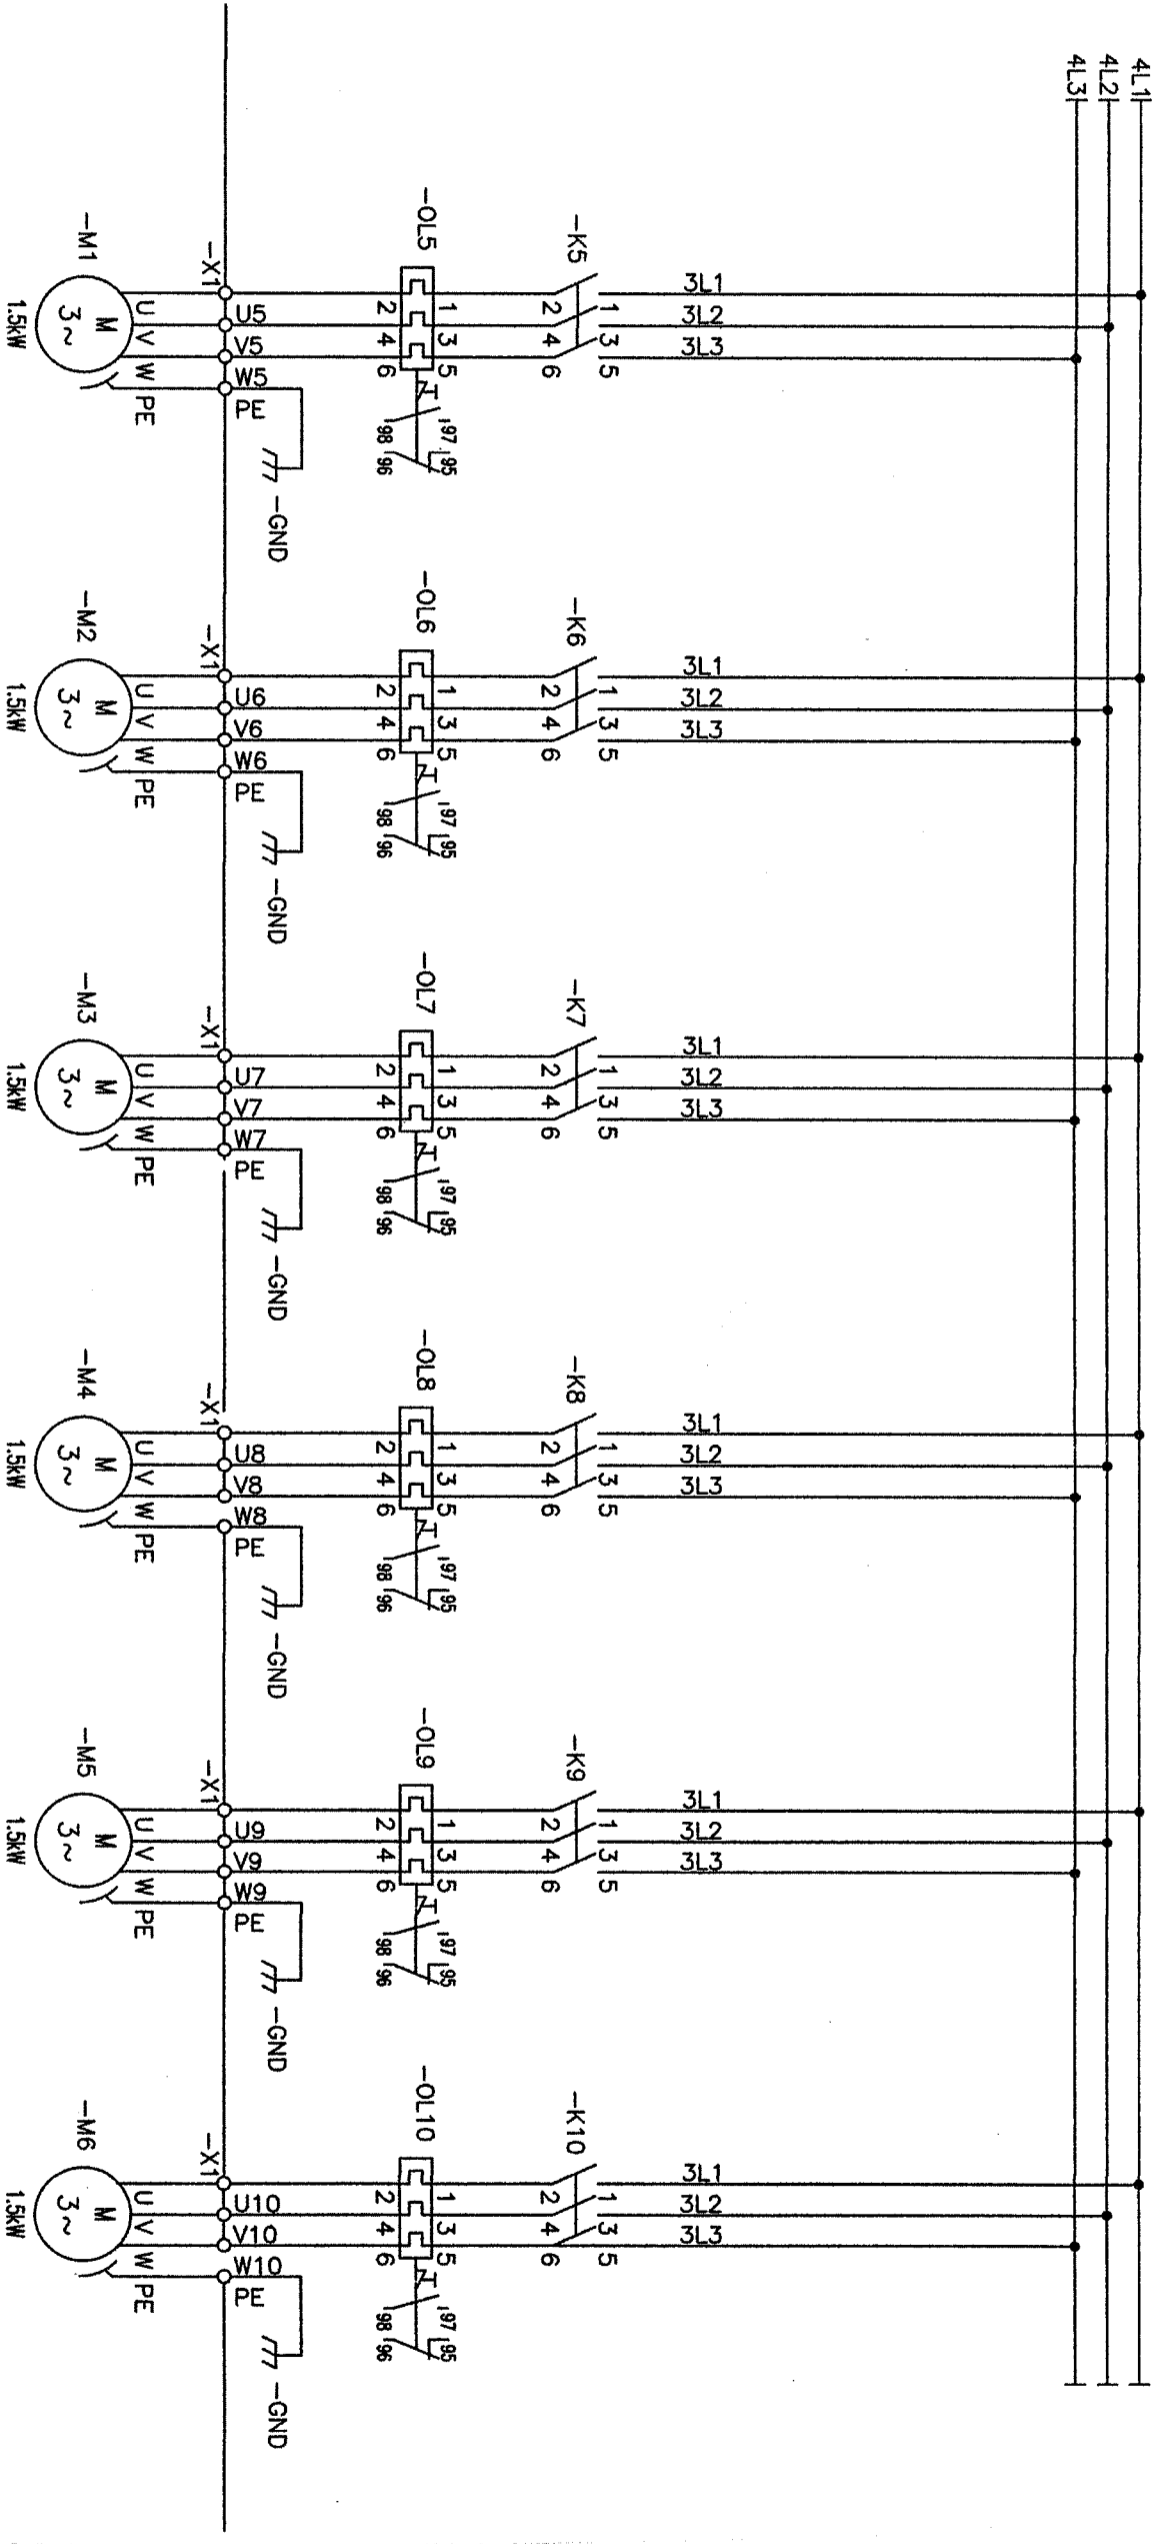 4L1
4L2
4L3
3L1
3L2
3L3
-K5
1 3 5
2 4 6
-OL5
1 3 5
97 95
2 4 6
98 96
-GND
-X1
U5 V5 W5 PE
U V W PE
-M1
M
3~
1.5kW
3L1
3L2
3L3
-K6
1 3 5
2 4 6
-OL6
1 3 5
97 95
2 4 6
98 96
-GND
-X1
U6 V6 W6 PE
U V W PE
-M2
M
3~
1.5kW
3L1
3L2
3L3
-K7
1 3 5
2 4 6
-OL7
1 3 5
97 95
2 4 6
98 96
-GND
-X1
U7 V7 W7 PE
U V W PE
-M3
M
3~
1.5kW
3L1
3L2
3L3
-K8
1 3 5
2 4 6
-OL8
1 3 5
97 95
2 4 6
98 96
-GND
-X1
U8 V8 W8 PE
U V W PE
-M4
M
3~
1.5kW
3L1
3L2
3L3
-K9
1 3 5
2 4 6
-OL9
1 3 5
97 95
2 4 6
98 96
-GND
-X1
U9 V9 W9 PE
U V W PE
-M5
M
3~
1.5kW
3L1
3L2
3L3
-K10
1 3 5
2 4 6
-OL10
1 3 5
97 95
2 4 6
98 96
-GND
-X1
U10 V10 W10 PE
U V W PE
-M6
M
3~
1.5kW